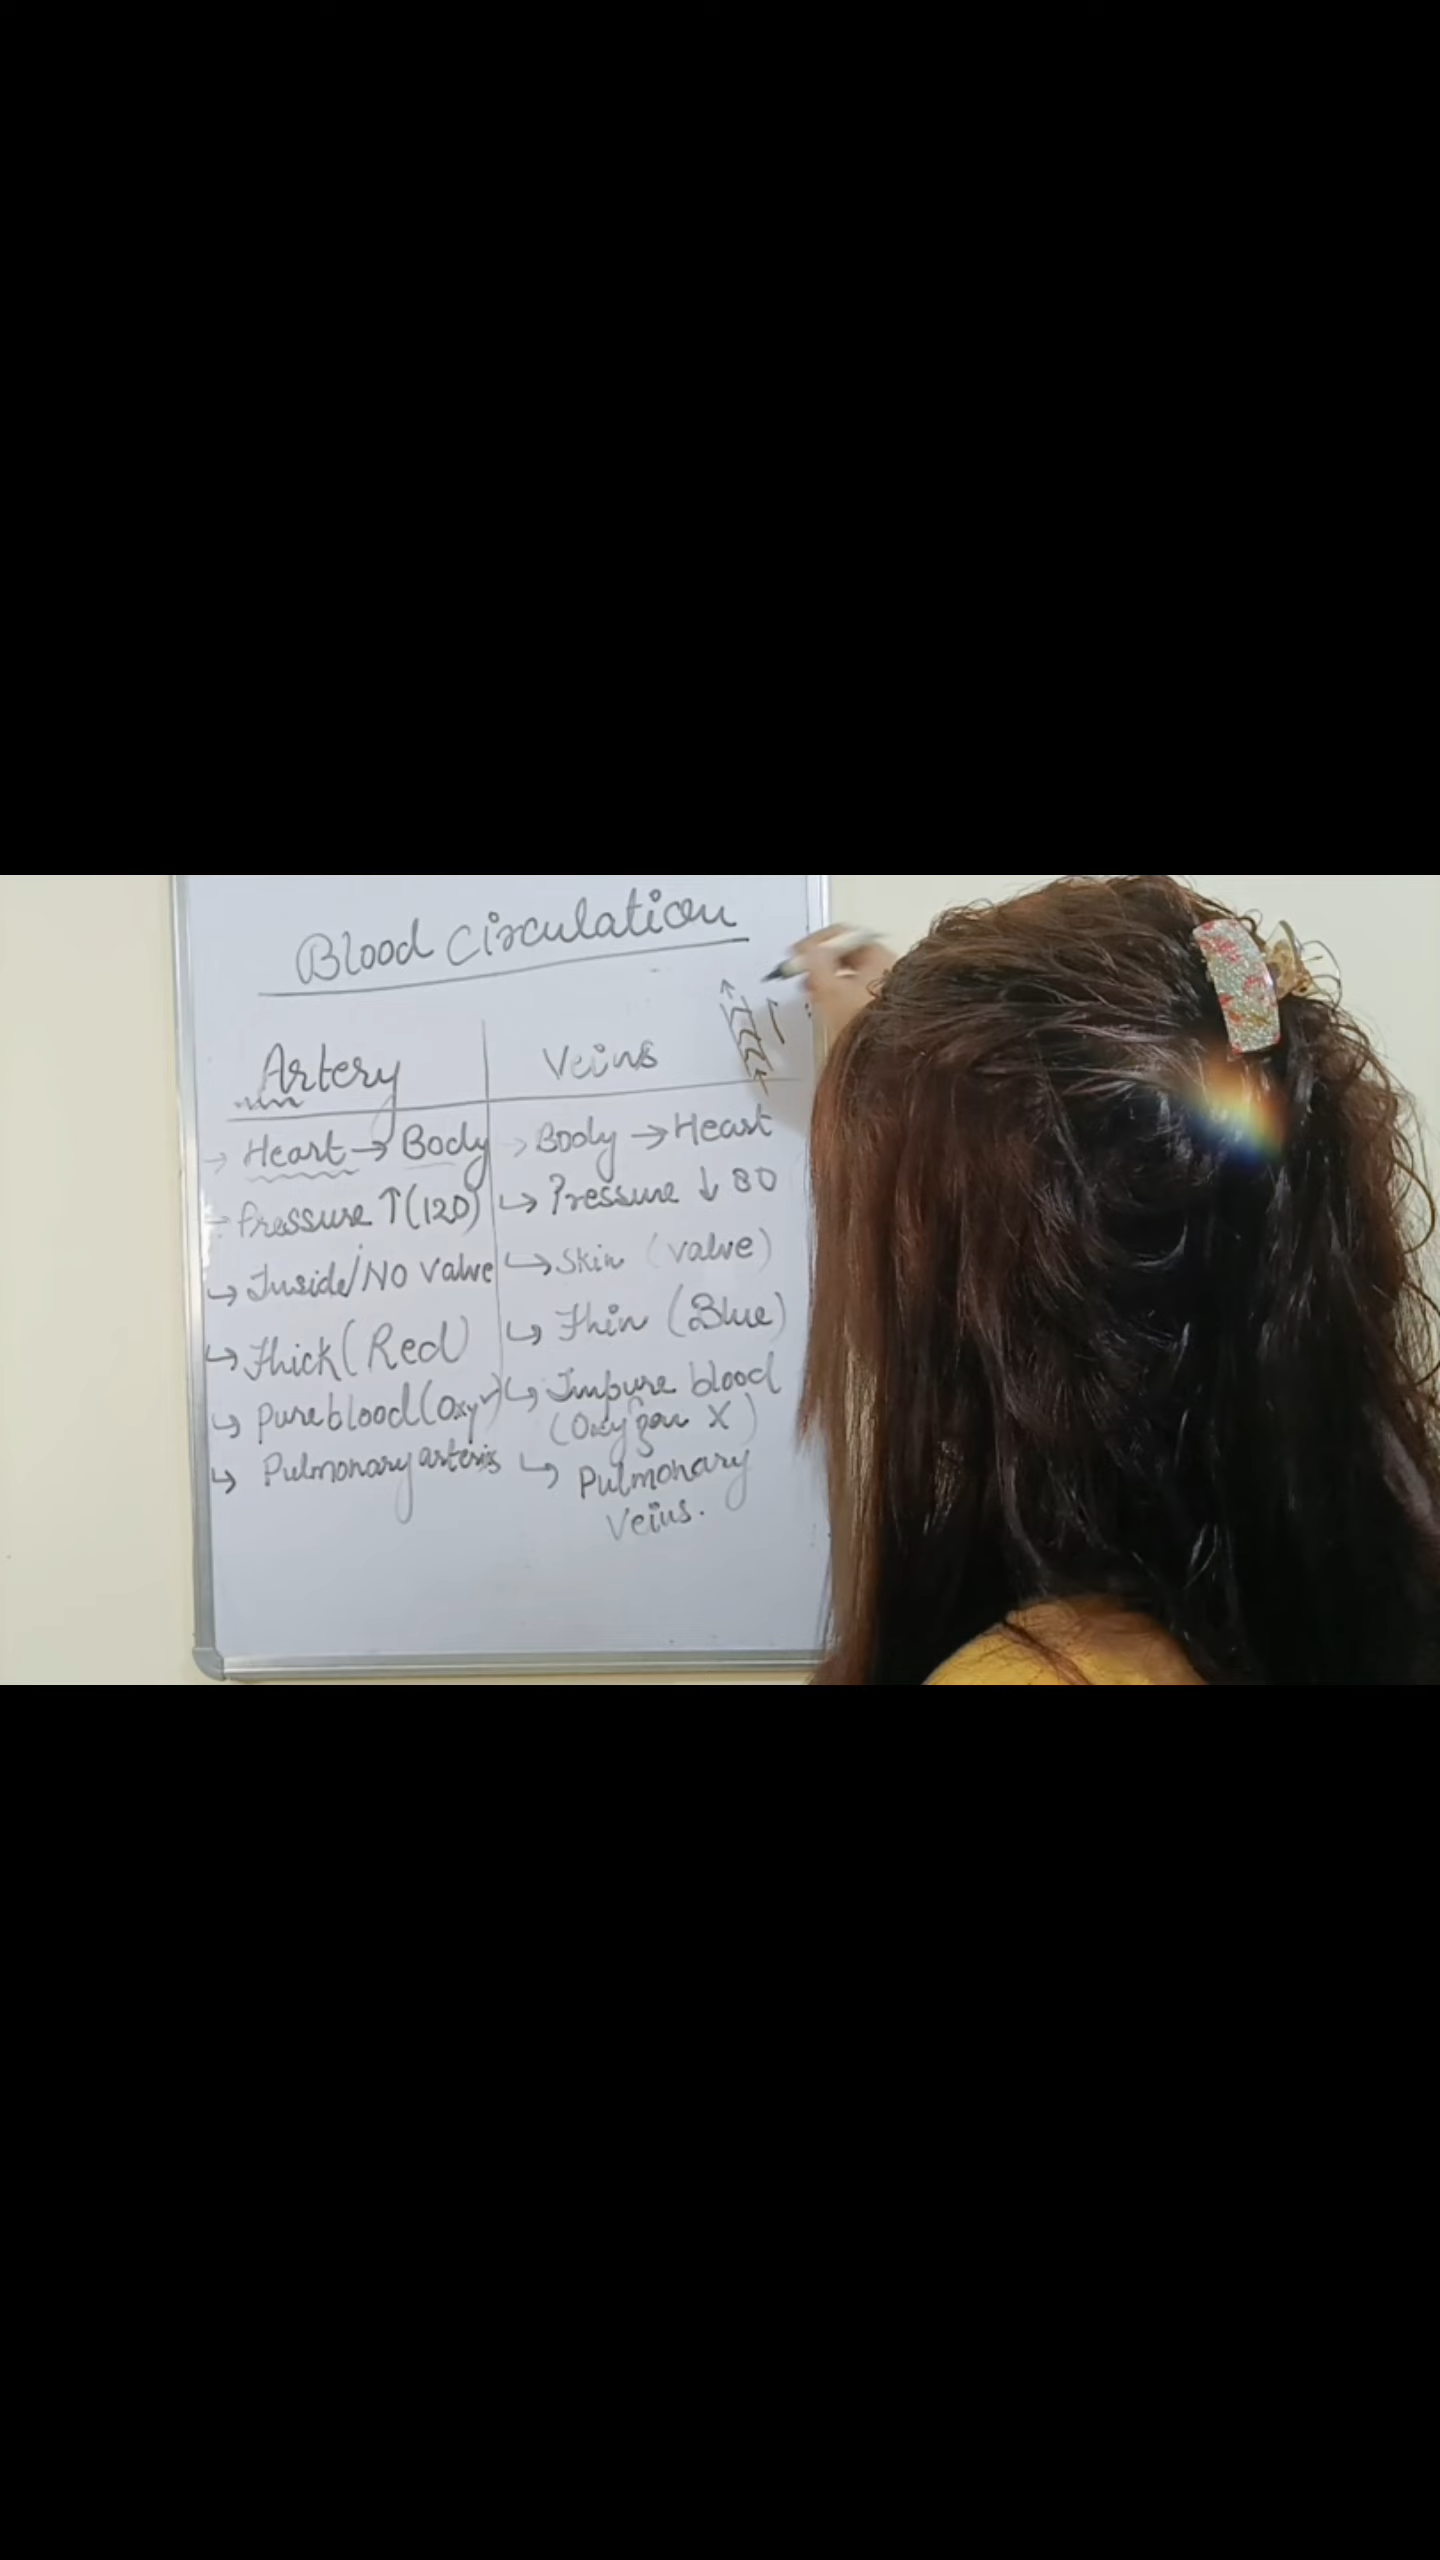 Blood circulation
Artery
Veins
→ Heart → Body
→ Body → Heart
→ Pressure ↑ (120)
↳ Pressure ↓ 80
↳ Inside/No valve
↳ Skin (valve)
↳ Thick (Red)
↳ Thin (Blue)
↳ Pure blood (Oxy ✓)
↳ Impure blood
(Oxygen X)
↳ Pulmonary arteris
↳ Pulmonary
Veins.